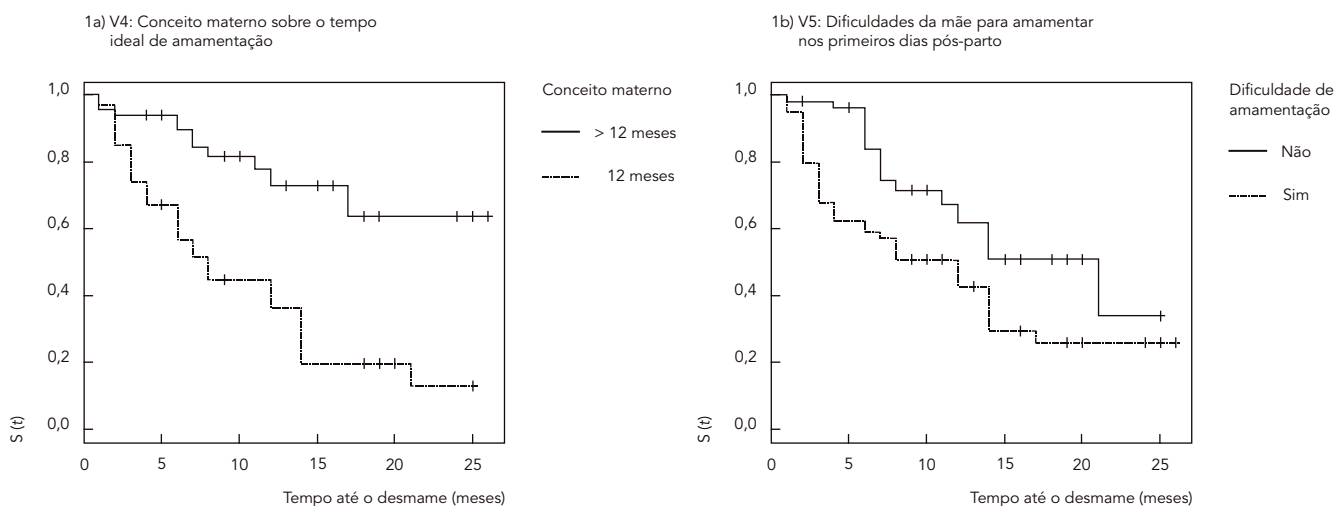 1a) V4: Conceito materno sobre o tempo
ideal de amamentação
1,0
0,8
0,6
0,4
0,2
0,0
S (t)
0 5 10 15 20 25
Tempo até o desmame (meses)
Conceito materno
> 12 meses
12 meses
1b) V5: Dificuldades da mãe para amamentar
nos primeiros dias pós-parto
1,0
0,8
0,6
0,4
0,2
0,0
S (t)
0 5 10 15 20 25
Tempo até o desmame (meses)
Dificuldade de
amamentação
Não
Sim